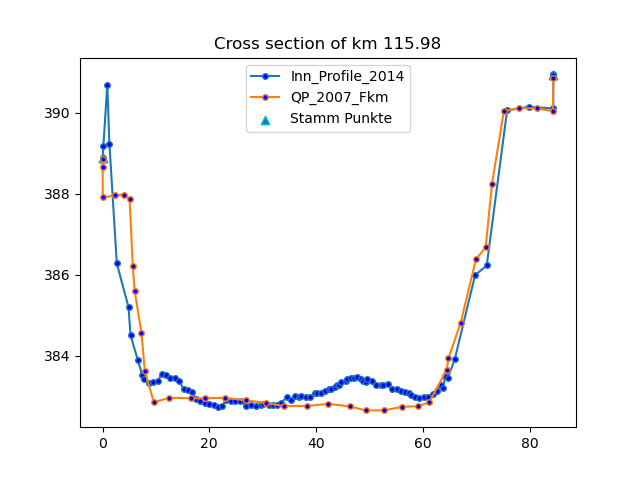 Cross section of km 115.98
Inn_Profile_2014
QP_2007_Fkm
Stamm Punkte
390
388
386
384
0 20 40 60 80